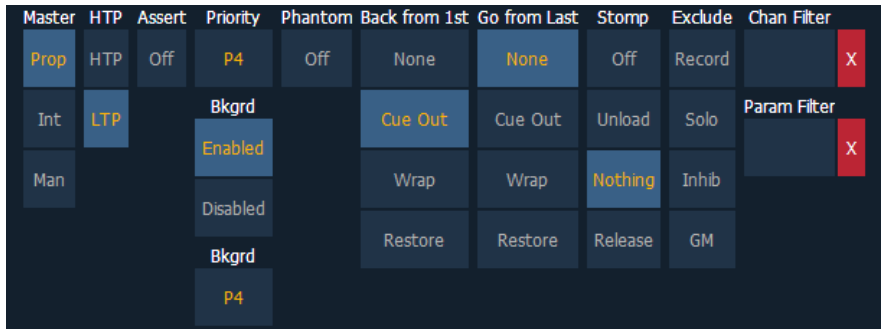 Master HTP Assert Priority Phantom Back from 1st Go from Last Stomp Exclude Chan Filter
Prop HTP Off P4 Off None None Off Record X
Bkgrd Param Filter
Int LTP Enabled Cue Out Cue Out Unload Solo X
Man Disabled Wrap Wrap Nothing Inhib
Bkgrd Restore Restore Release GM
P4